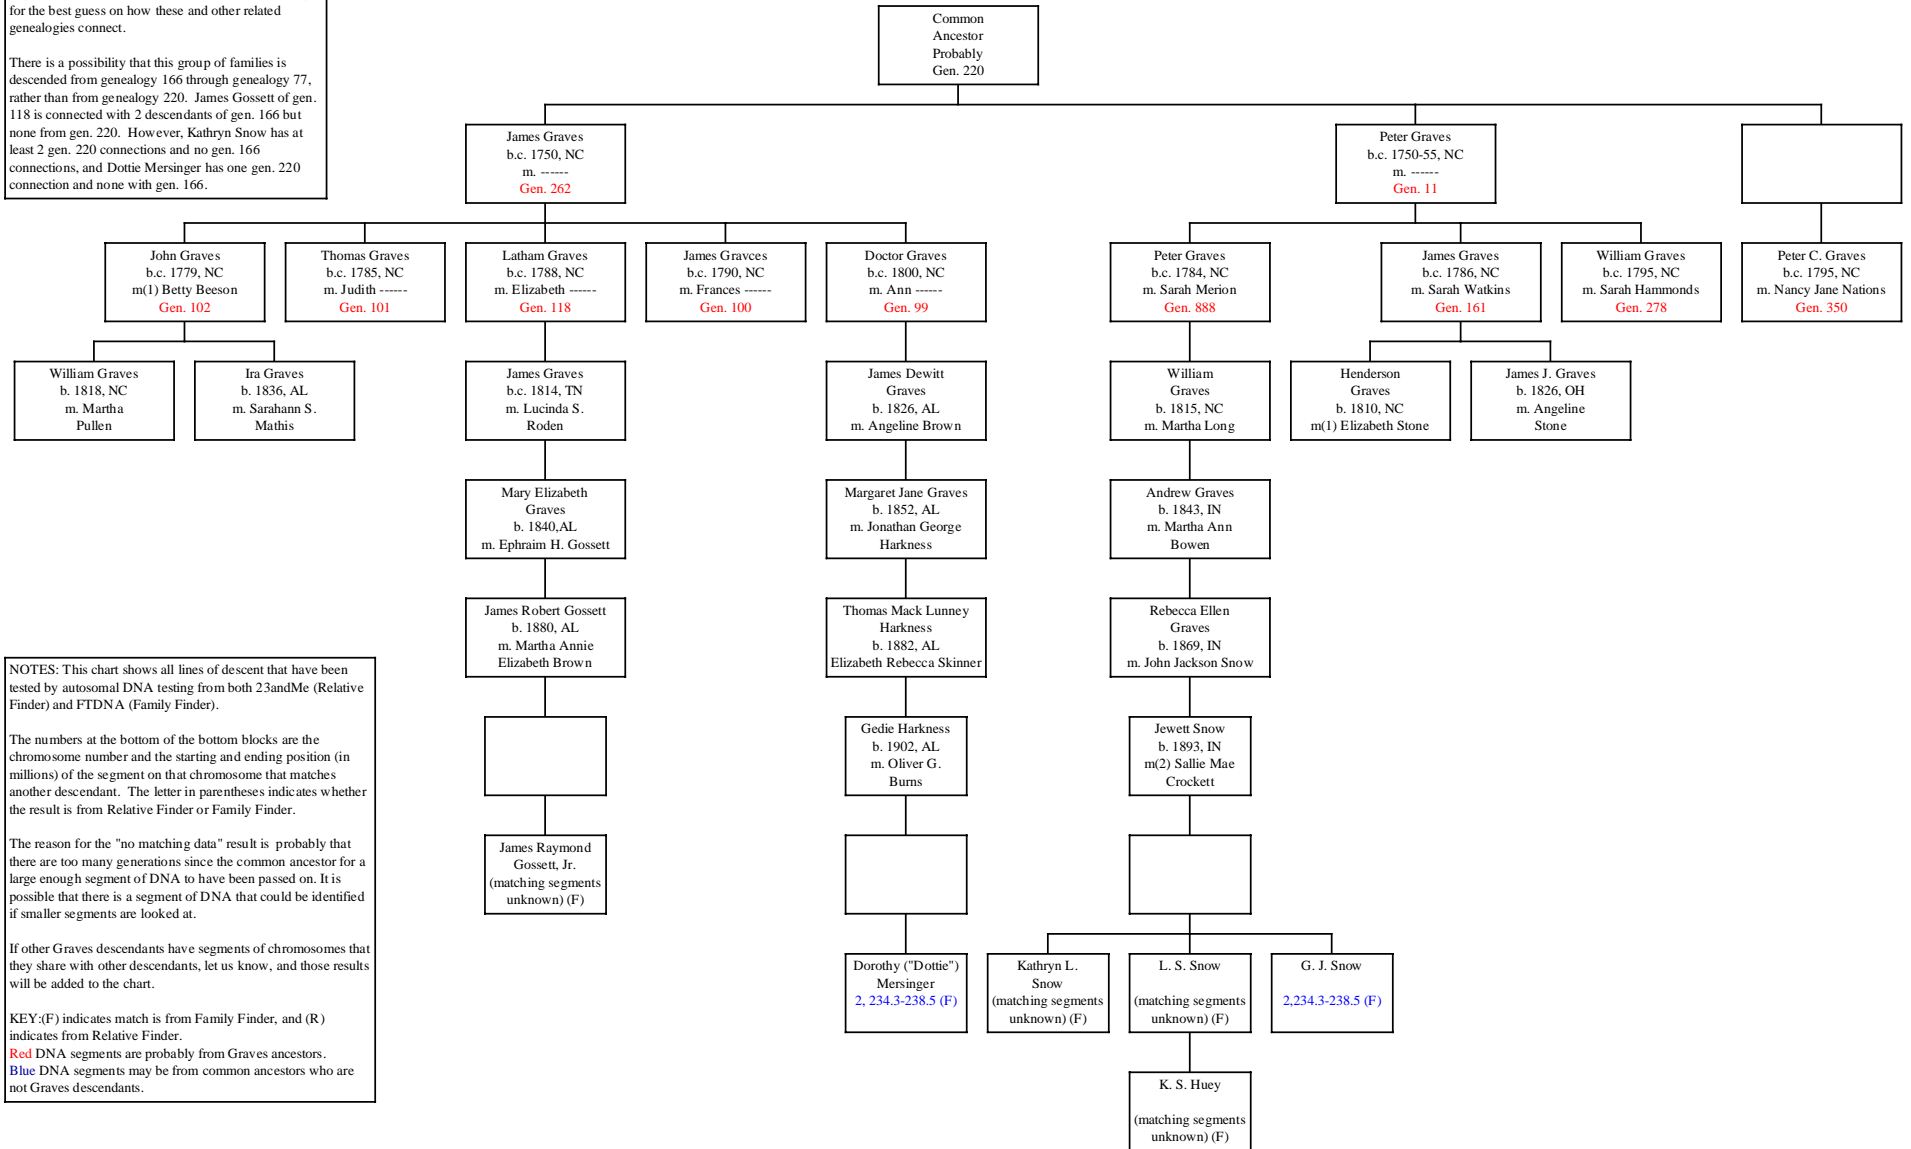 for the best guess on how these and other related
genealogies connect.
There is a possibility that this group of families is
descended from genealogy 166 through genealogy 77,
rather than from genealogy 220. James Gossett of gen.
118 is connected with 2 descendants of gen. 166 but
none from gen. 220. However, Kathryn Snow has at
least 2 gen. 220 connections and no gen. 166
connections, and Dottie Mersinger has one gen. 220
connection and none with gen. 166.
Common
Ancestor
Probably
Gen. 220
James Graves
b.c. 1750, NC
m. ------
Gen. 262
Peter Graves
b.c. 1750-55, NC
m. ------
Gen. 11
John Graves
b.c. 1779, NC
m(1) Betty Beeson
Gen. 102
Thomas Graves
b.c. 1785, NC
m. Judith ------
Gen. 101
Latham Graves
b.c. 1788, NC
m. Elizabeth ------
Gen. 118
James Gravces
b.c. 1790, NC
m. Frances ------
Gen. 100
Doctor Graves
b.c. 1800, NC
m. Ann ------
Gen. 99
Peter Graves
b.c. 1784, NC
m. Sarah Merion
Gen. 888
James Graves
b.c. 1786, NC
m. Sarah Watkins
Gen. 161
William Graves
b.c. 1795, NC
m. Sarah Hammonds
Gen. 278
Peter C. Graves
b.c. 1795, NC
m. Nancy Jane Nations
Gen. 350
William Graves
b. 1818, NC
m. Martha
Pullen
Ira Graves
b. 1836, AL
m. Sarahann S.
Mathis
James Graves
b.c. 1814, TN
m. Lucinda S.
Roden
James Dewitt
Graves
b. 1826, AL
m. Angeline Brown
William
Graves
b. 1815, NC
m. Martha Long
Henderson
Graves
b. 1810, NC
m(1) Elizabeth Stone
James J. Graves
b. 1826, OH
m. Angeline
Stone
Mary Elizabeth
Graves
b. 1840,AL
m. Ephraim H. Gossett
Margaret Jane Graves
b. 1852, AL
m. Jonathan George
Harkness
Andrew Graves
b. 1843, IN
m. Martha Ann
Bowen
James Robert Gossett
b. 1880, AL
m. Martha Annie
Elizabeth Brown
Thomas Mack Lunney
Harkness
b. 1882, AL
Elizabeth Rebecca Skinner
Rebecca Ellen
Graves
b. 1869, IN
m. John Jackson Snow
Gedie Harkness
b. 1902, AL
m. Oliver G.
Burns
Jewett Snow
b. 1893, IN
m(2) Sallie Mae
Crockett
James Raymond
Gossett, Jr.
(matching segments
unknown) (F)
Dorothy ("Dottie")
Mersinger
2, 234.3-238.5 (F)
Kathryn L.
Snow
(matching segments
unknown) (F)
L. S. Snow
(matching segments
unknown) (F)
G. J. Snow
2,234.3-238.5 (F)
K. S. Huey
(matching segments
unknown) (F)
NOTES: This chart shows all lines of descent that have been
tested by autosomal DNA testing from both 23andMe (Relative
Finder) and FTDNA (Family Finder).
The numbers at the bottom of the bottom blocks are the
chromosome number and the starting and ending position (in
millions) of the segment on that chromosome that matches
another descendant. The letter in parentheses indicates whether
the result is from Relative Finder or Family Finder.
The reason for the "no matching data" result is probably that
there are too many generations since the common ancestor for a
large enough segment of DNA to have been passed on. It is
possible that there is a segment of DNA that could be identified
if smaller segments are looked at.
If other Graves descendants have segments of chromosomes that
they share with other descendants, let us know, and those results
will be added to the chart.
KEY:(F) indicates match is from Family Finder, and (R)
indicates from Relative Finder.
Red DNA segments are probably from Graves ancestors.
Blue DNA segments may be from common ancestors who are
not Graves descendants.